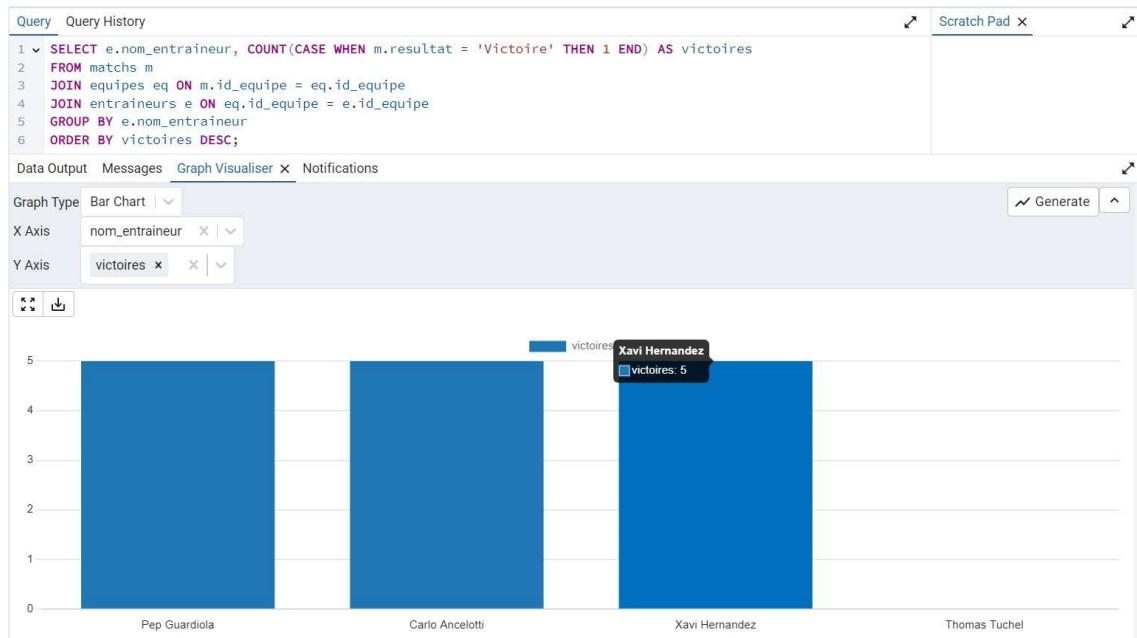 Query Query History
Scratch Pad
1 SELECT e.nom_entraineur, COUNT(CASE WHEN m.resultat = 'Victoire' THEN 1 END) AS victoires
2 FROM matchs m
3 JOIN equipes eq ON m.id_equipe = eq.id_equipe
4 JOIN entraineurs e ON eq.id_equipe = e.id_equipe
5 GROUP BY e.nom_entraineur
6 ORDER BY victoires DESC;
Data Output Messages Graph Visualiser Notifications
Graph Type Bar Chart Generate
X Axis nom_entraineur
Y Axis victoires
victoires
Xavi Hernandez
victoires: 5
5
4
3
2
1
0
Pep Guardiola Carlo Ancelotti Xavi Hernandez Thomas Tuchel